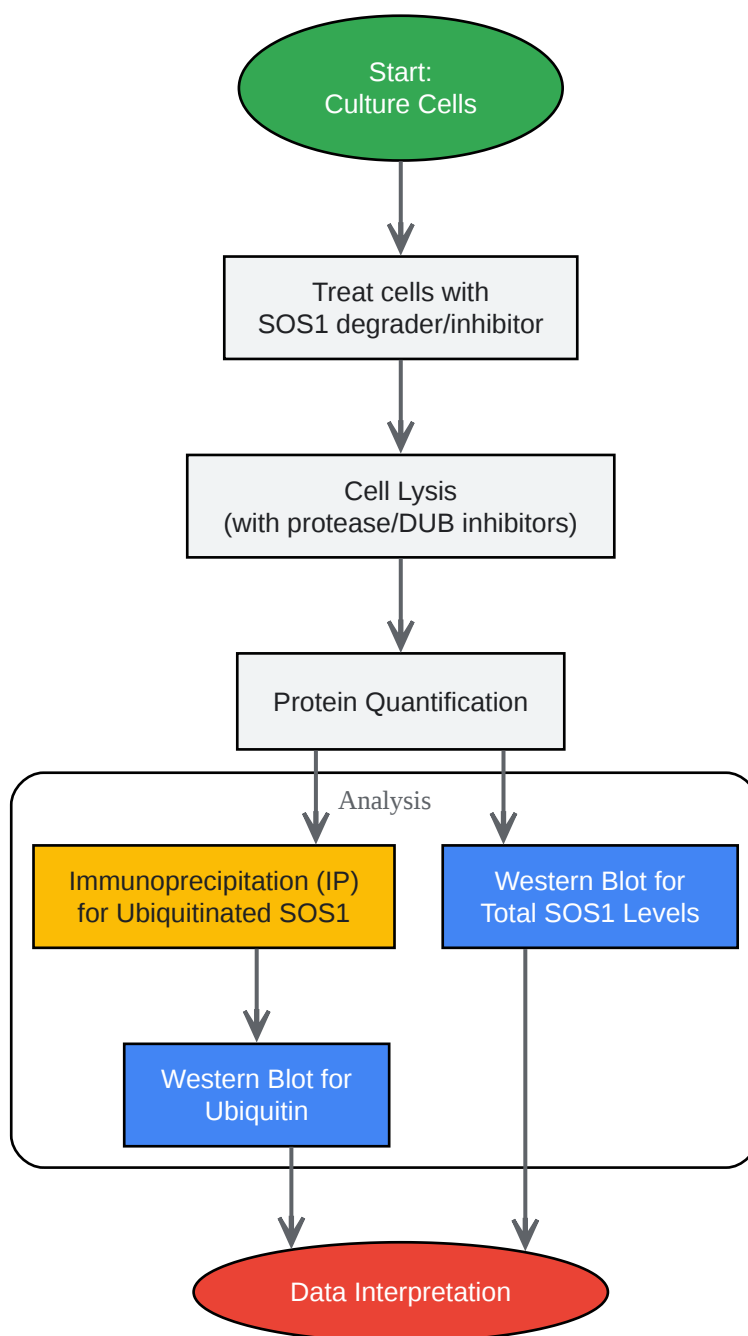 Start:
Culture Cells
Treat cells with
SOS1 degrader/inhibitor
Cell Lysis
(with protease/DUB inhibitors)
Protein Quantification
Analysis
Immunoprecipitation (IP)
for Ubiquitinated SOS1
Western Blot for
Total SOS1 Levels
Western Blot for
Ubiquitin
Data Interpretation